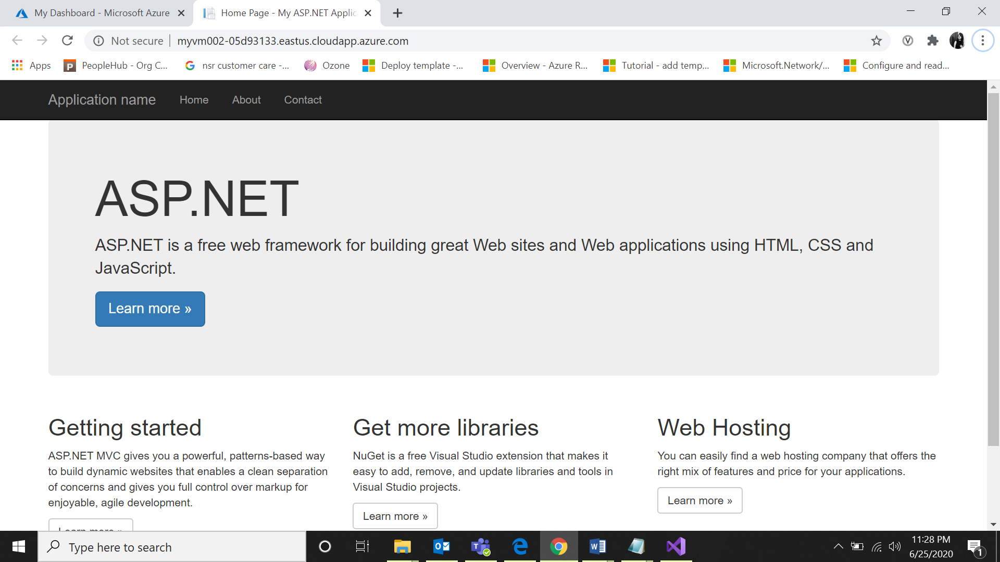 My Dashboard - Microsoft Azure
Home Page - My ASP.NET Applic
Not secure
myvm002-05d93133.eastus.cloudapp.azure.com
Apps
PeopleHub - Org C...
nsr customer care -...
Ozone
Deploy template -...
Overview - Azure R...
Tutorial - add temp...
Microsoft.Network/...
Configure and read...
Application name
Home
About
Contact
ASP.NET
ASP.NET is a free web framework for building great Web sites and Web applications using HTML, CSS and
JavaScript.
Learn more »
Getting started
ASP.NET MVC gives you a powerful, patterns-based way
to build dynamic websites that enables a clean separation
of concerns and gives you full control over markup for
enjoyable, agile development.
Learn more »
Get more libraries
NuGet is a free Visual Studio extension that makes it
easy to add, remove, and update libraries and tools in
Visual Studio projects.
Learn more »
Web Hosting
You can easily find a web hosting company that offers the
right mix of features and price for your applications.
Learn more »
Type here to search
11:28 PM
6/25/2020
1